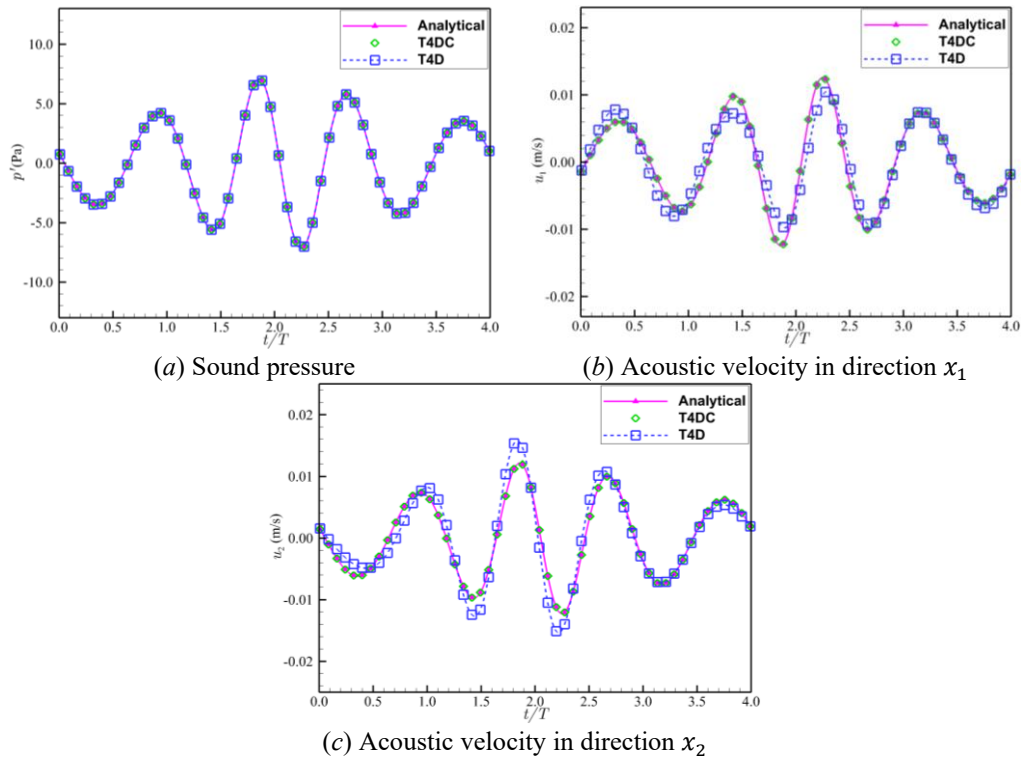 Analytical
T4DC
T4D
10.0
5.0
0.0
-5.0
-10.0
p'(Pa)
0.0 0.5 1.0 1.5 2.0 2.5 3.0 3.5 4.0
t/T
(a) Sound pressure
Analytical
T4DC
T4D
0.02
0.01
0.00
-0.01
-0.02
u₁ (m/s)
0.0 0.5 1.0 1.5 2.0 2.5 3.0 3.5 4.0
t/T
(b) Acoustic velocity in direction x₁
Analytical
T4DC
T4D
0.02
0.01
0.00
-0.01
-0.02
u₂ (m/s)
0.0 0.5 1.0 1.5 2.0 2.5 3.0 3.5 4.0
t/T
(c) Acoustic velocity in direction x₂